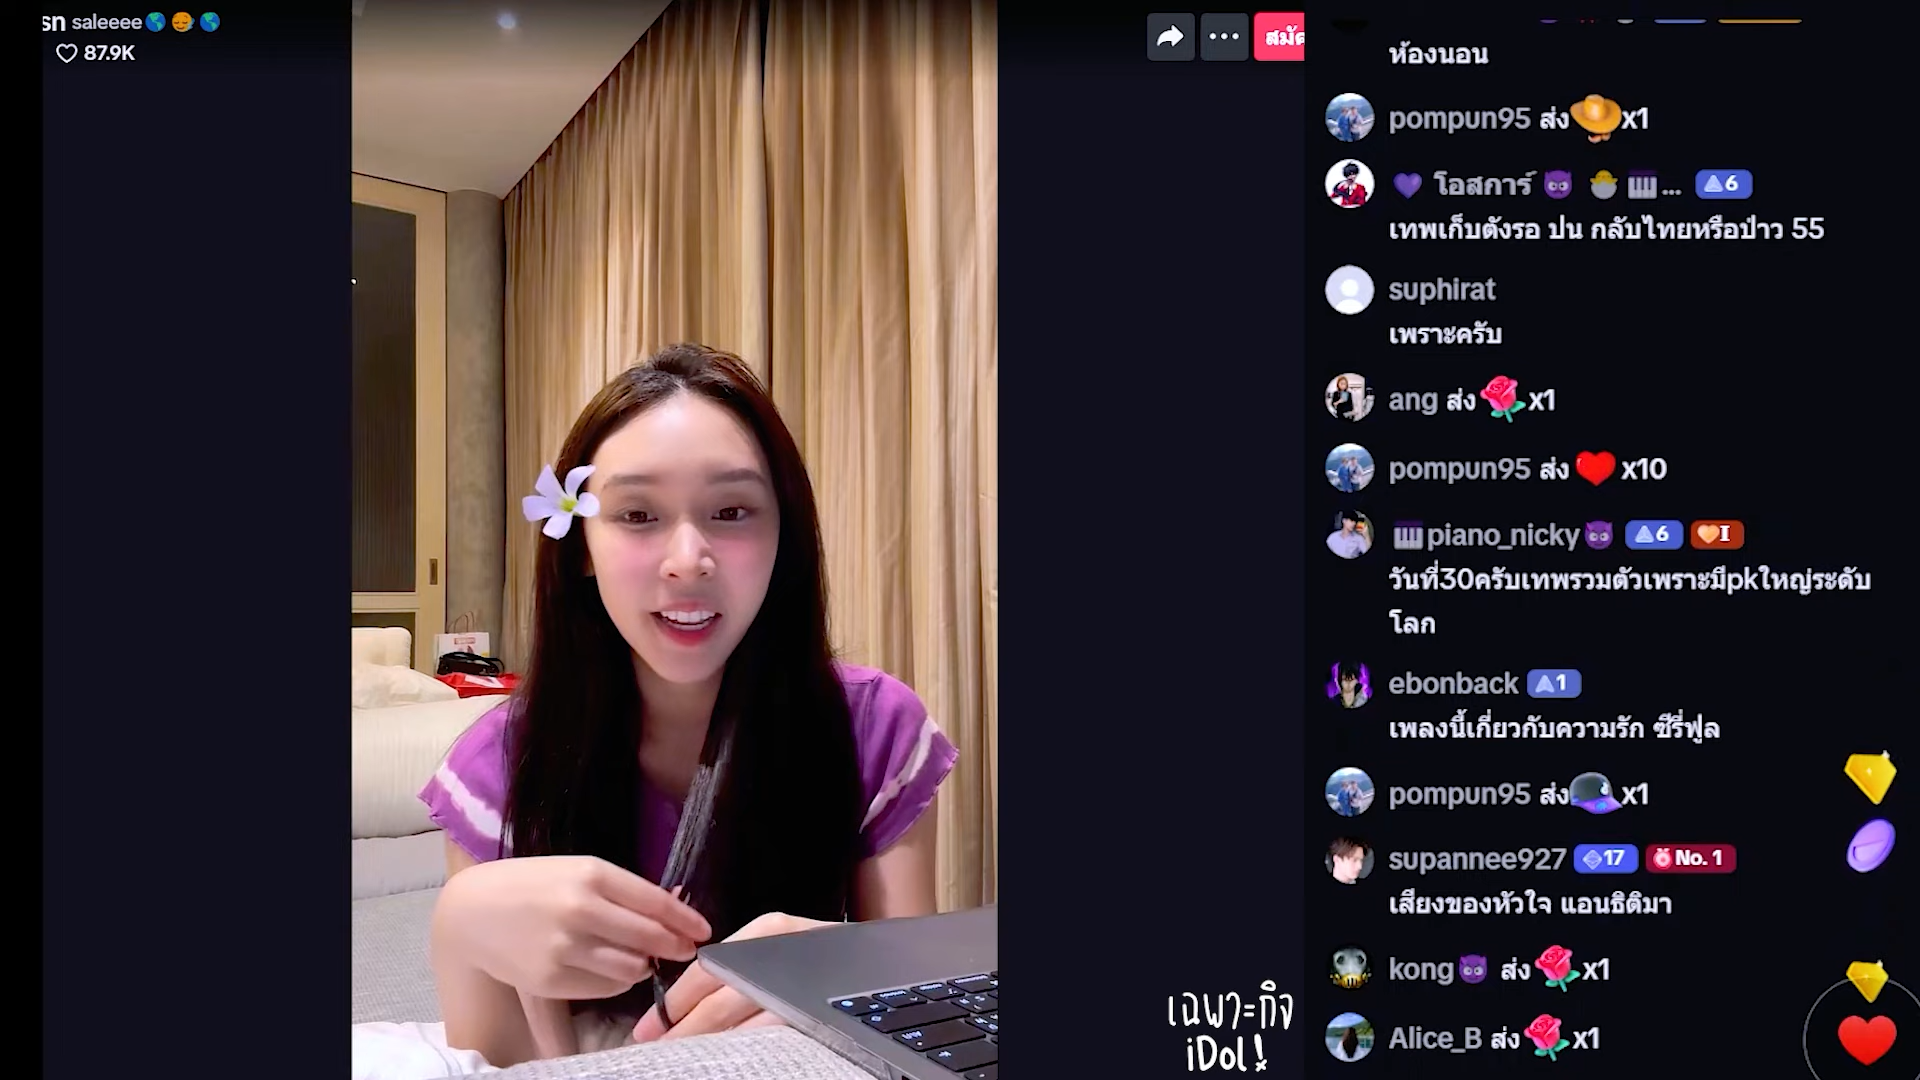 sn saleeee
87.9K
สมัค
ห้องนอน
pompun95 ส่ง x1
โอสการ์ ... 6
เทพเก็บตังรอ ปน กลับไทยหรือป่าว 55
suphirat
เพราะครับ
ang ส่ง x1
pompun95 ส่ง x10
piano_nicky 6 I
วันที่30ครับเทพรวมตัวเพราะมีpkใหญ่ระดับ
โลก
ebonback 1
เพลงนี้เกี่ยวกับความรัก ซีรี่ฟูล
pompun95 ส่ง x1
supannee927 17 No. 1
เสียงของหัวใจ แอนธิติมา
kong ส่ง x1
Alice_B ส่ง x1
เฉพาะกิจ
iDol!